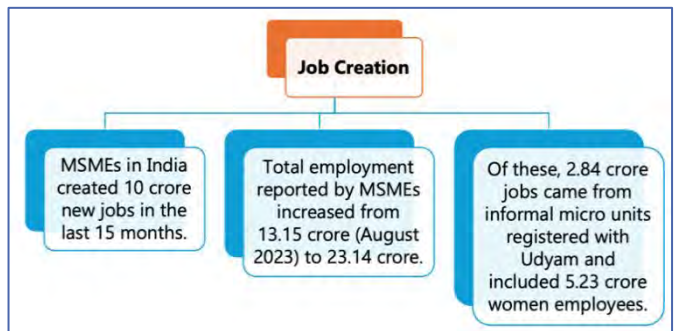 Job Creation
MSMEs in India
created 10 crore
new jobs in the
last 15 months.
Total employment
reported by MSMEs
increased from
13.15 crore (August
2023) to 23.14 crore.
Of these, 2.84 crore
jobs came from
informal micro units
registered with
Udyam and
included 5.23 crore
women employees.